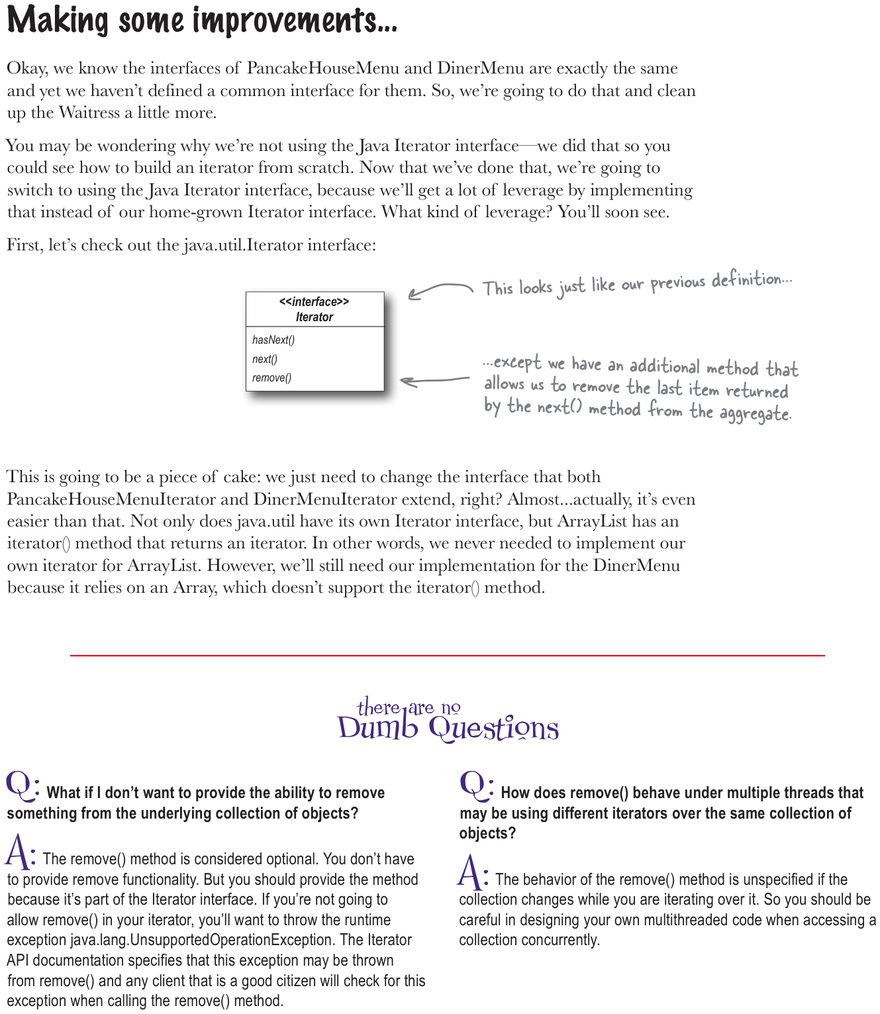 Making some improvements...
Okay, we know the interfaces of PancakeHouseMenu and DinerMenu are exactly the same
and yet we haven’t defined a common interface for them. So, we’re going to do that and clean
up the Waitress a little more.
You may be wondering why we’re not using the Java Iterator interface—we did that so you
could see how to build an iterator from scratch. Now that we’ve done that, we’re going to
switch to using the Java Iterator interface, because we’ll get a lot of leverage by implementing
that instead of our home-grown Iterator interface. What kind of leverage? You’ll soon see.
First, let’s check out the java.util.Iterator interface:
<<interface>>
Iterator
hasNext()
next()
remove()
This looks just like our previous definition...
...except we have an additional method that
allows us to remove the last item returned
by the next() method from the aggregate.
This is going to be a piece of cake: we just need to change the interface that both
PancakeHouseMenuIterator and DinerMenuIterator extend, right? Almost...actually, it’s even
easier than that. Not only does java.util have its own Iterator interface, but ArrayList has an
iterator() method that returns an iterator. In other words, we never needed to implement our
own iterator for ArrayList. However, we’ll still need our implementation for the DinerMenu
because it relies on an Array, which doesn’t support the iterator() method.
there are no
Dumb Questions
Q: What if I don’t want to provide the ability to remove
something from the underlying collection of objects?
A: The remove() method is considered optional. You don’t have
to provide remove functionality. But you should provide the method
because it’s part of the Iterator interface. If you’re not going to
allow remove() in your iterator, you’ll want to throw the runtime
exception java.lang.UnsupportedOperationException. The Iterator
API documentation specifies that this exception may be thrown
from remove() and any client that is a good citizen will check for this
exception when calling the remove() method.
Q: How does remove() behave under multiple threads that
may be using different iterators over the same collection of
objects?
A: The behavior of the remove() method is unspecified if the
collection changes while you are iterating over it. So you should be
careful in designing your own multithreaded code when accessing a
collection concurrently.